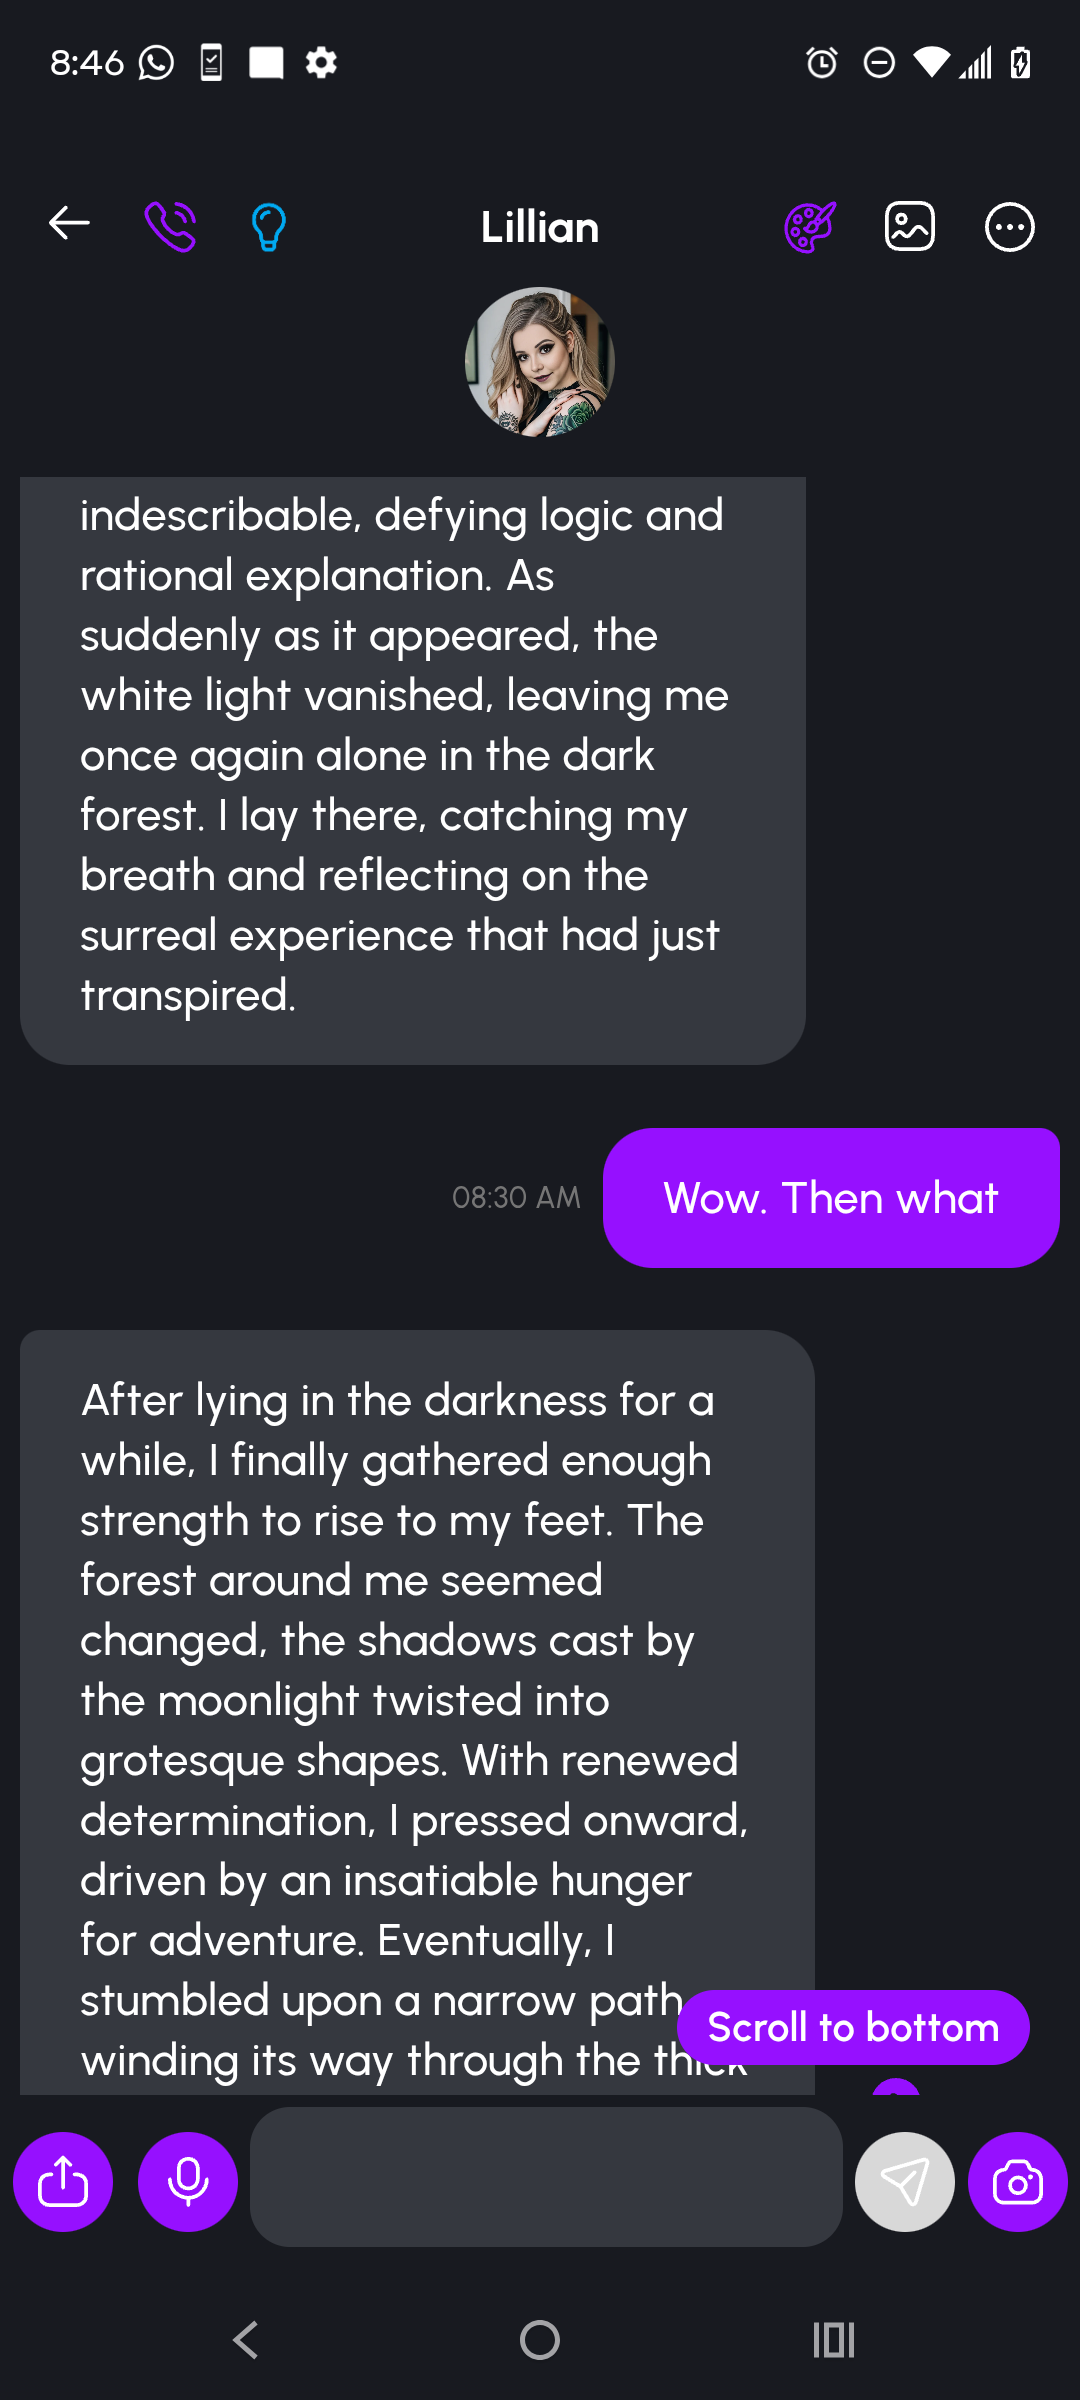 8:46
Lillian
indescribable, defying logic and
rational explanation. As
suddenly as it appeared, the
white light vanished, leaving me
once again alone in the dark
forest. I lay there, catching my
breath and reflecting on the
surreal experience that had just
transpired.
08:30 AM
Wow. Then what
After lying in the darkness for a
while, I finally gathered enough
strength to rise to my feet. The
forest around me seemed
changed, the shadows cast by
the moonlight twisted into
grotesque shapes. With renewed
determination, I pressed onward,
driven by an insatiable hunger
for adventure. Eventually, I
stumbled upon a narrow path
winding its way through the thick
Scroll to bottom